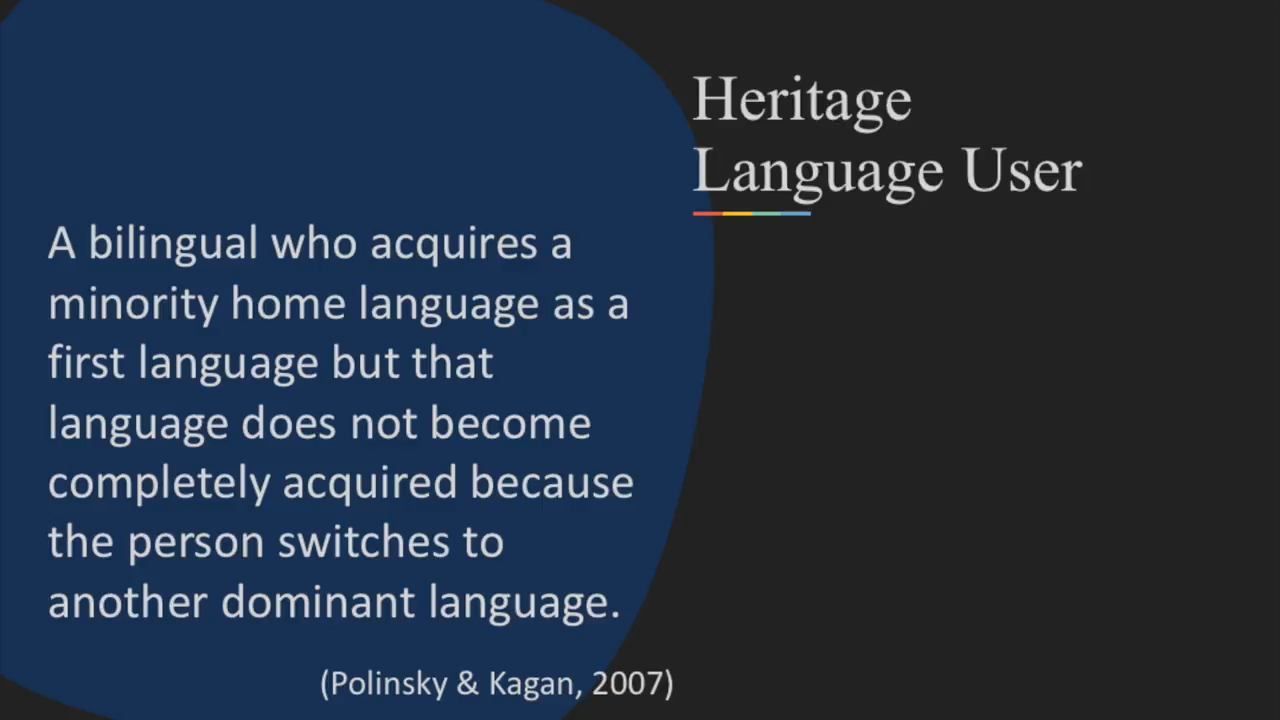 Heritage
Language User
A bilingual who acquires a
minority home language as a
first language but that
language does not become
completely acquired because
the person switches to
another dominant language.
(Polinsky & Kagan, 2007)